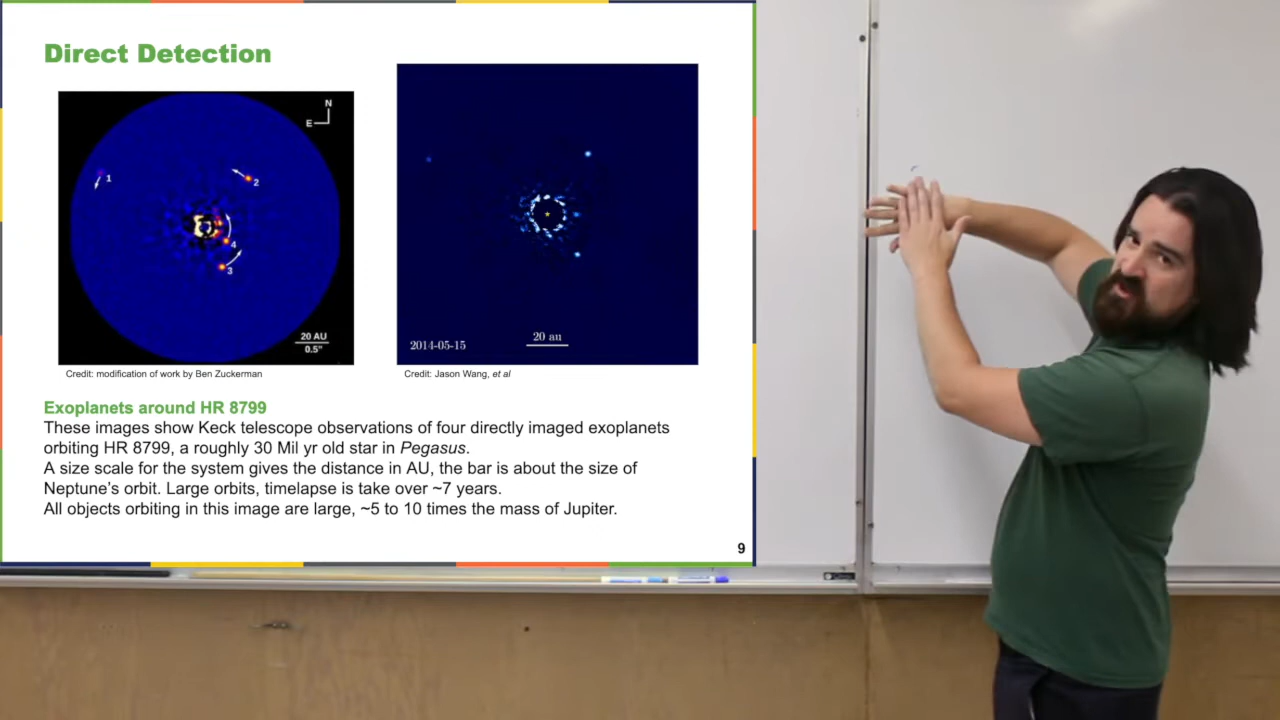 Direct Detection
N
E
1
2
4
3
20 AU
0.5"
2014-05-15
20 au
Credit: modification of work by Ben Zuckerman
Credit: Jason Wang, et al
Exoplanets around HR 8799
These images show Keck telescope observations of four directly imaged exoplanets
orbiting HR 8799, a roughly 30 Mil yr old star in Pegasus.
A size scale for the system gives the distance in AU, the bar is about the size of
Neptune's orbit. Large orbits, timelapse is take over ~7 years.
All objects orbiting in this image are large, ~5 to 10 times the mass of Jupiter.
9